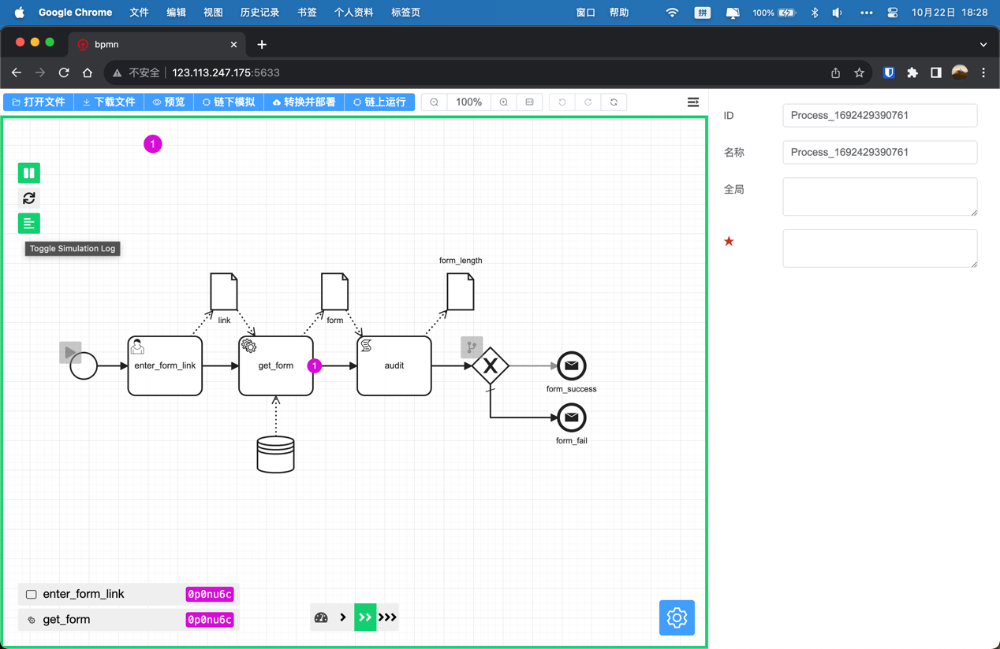 Google Chrome 文件 编辑 视图 历史记录 书签 个人资料 标签页 窗口 帮助 拼 100% 10月22日 18:28
bpmn
不安全 123.113.247.175:5633
打开文件 下载文件 预览 链下模拟 转换并部署 链上运行 100%
ID Process_1692429390761
1
名称 Process_1692429390761
全局
Toggle Simulation Log
form_length
link form
enter_form_link get_form 1 audit X
form_success
form_fail
enter_form_link 0p0nu6c
get_form 0p0nu6c